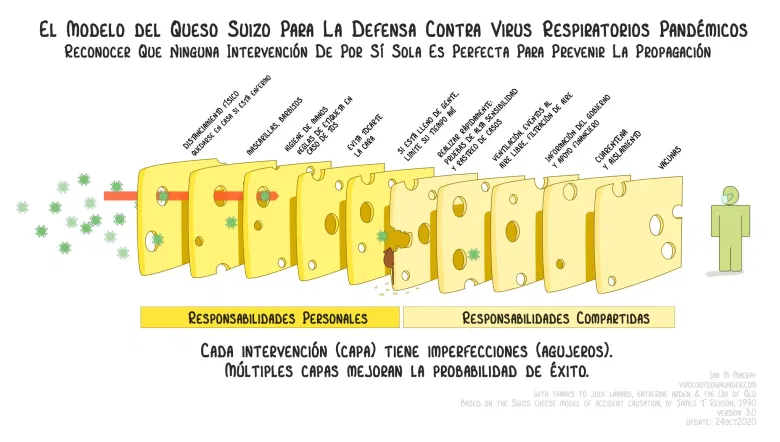 El Modelo del Queso Suizo Para La Defensa Contra Virus Respiratorios Pandémicos
Reconocer Que Ninguna Intervención De Por Sí Sola Es Perfecta Para Prevenir La Propagación
Distanciamiento físico
quedarse en casa si está enfermo
mascarillas, barbijos
higiene de manos
reglas de etiqueta en
caso de tos
evita tocarte
la cara
si está lleno de gente,
limite su tiempo ahí
realizar rápidamente:
pruebas de alta sensibilidad
y rastreo de casos
ventilación, eventos al
aire libre, filtración de aire
información del gobierno
y apoyo financiero
cuarentena
y aislamiento
vacunas
Responsabilidades Personales
Responsabilidades Compartidas
Cada intervención (capa) tiene imperfecciones (agujeros).
Múltiples capas mejoran la probabilidad de éxito.
Ian M Mackay
virologydownunder.com
with thanks to Jody Lanard, Katherine Arden & the Uni of Qld
Based on the Swiss cheese model of accident causation, by James T Reason, 1990
version 3.0
update: 24Oct2020